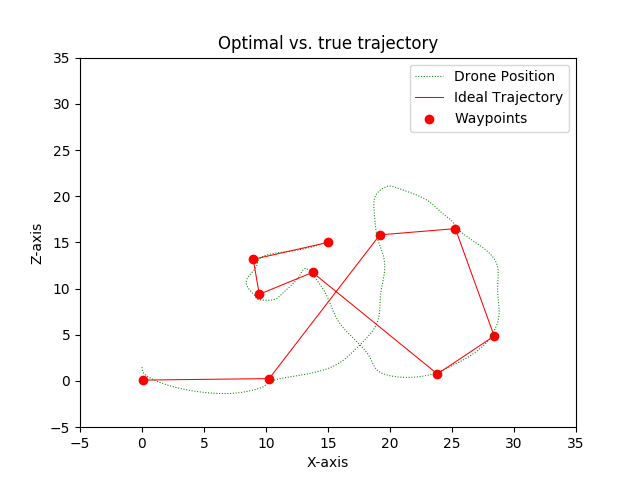 Optimal vs. true trajectory
Drone Position
Ideal Trajectory
Waypoints
Z-axis
35
30
25
20
15
10
5
0
−5
−5 0 5 10 15 20 25 30 35
X-axis